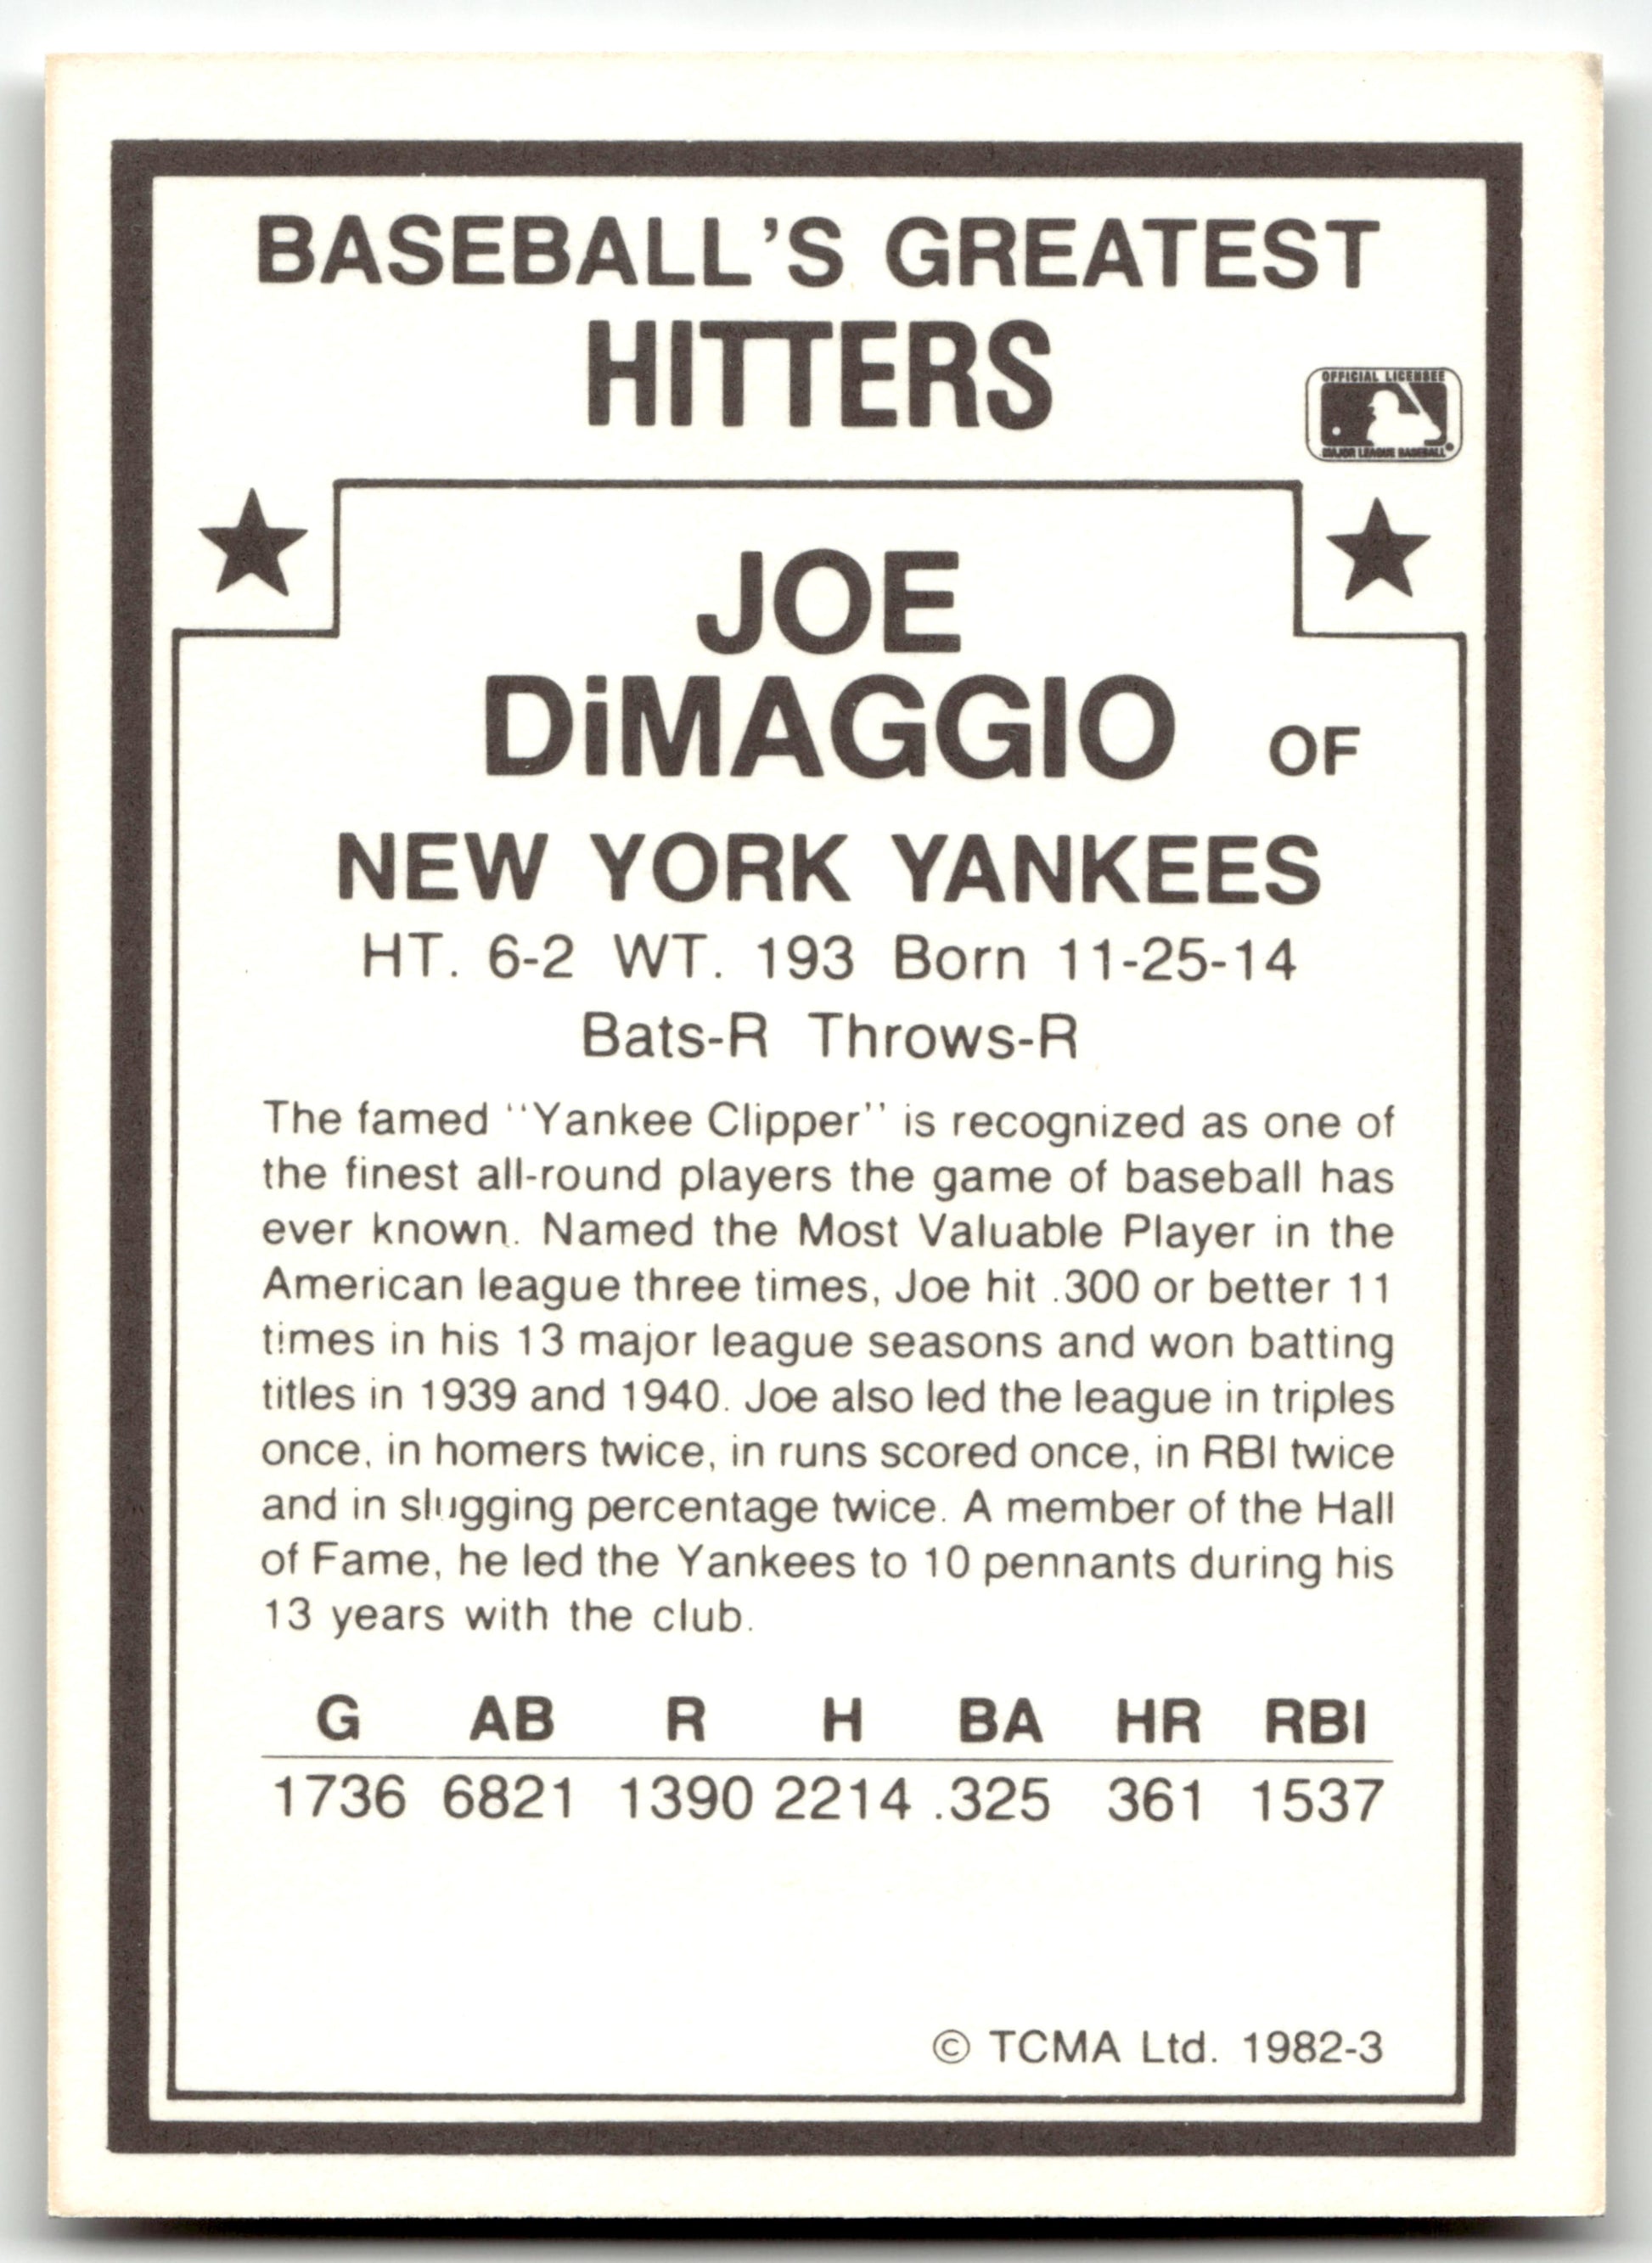 BASEBALL'S GREATEST
HITTERS
OFFICIAL LICENSEE
MAJOR LEAGUE BASEBALL
JOE
DiMAGGIO OF
NEW YORK YANKEES
HT. 6-2 WT. 193 Born 11-25-14
Bats-R Throws-R
The famed "Yankee Clipper" is recognized as one of
the finest all-round players the game of baseball has
ever known. Named the Most Valuable Player in the
American league three times, Joe hit .300 or better 11
times in his 13 major league seasons and won batting
titles in 1939 and 1940. Joe also led the league in triples
once, in homers twice, in runs scored once, in RBI twice
and in slugging percentage twice. A member of the Hall
of Fame, he led the Yankees to 10 pennants during his
13 years with the club.
G AB R H BA HR RBI
1736 6821 1390 2214 .325 361 1537
© TCMA Ltd. 1982-3